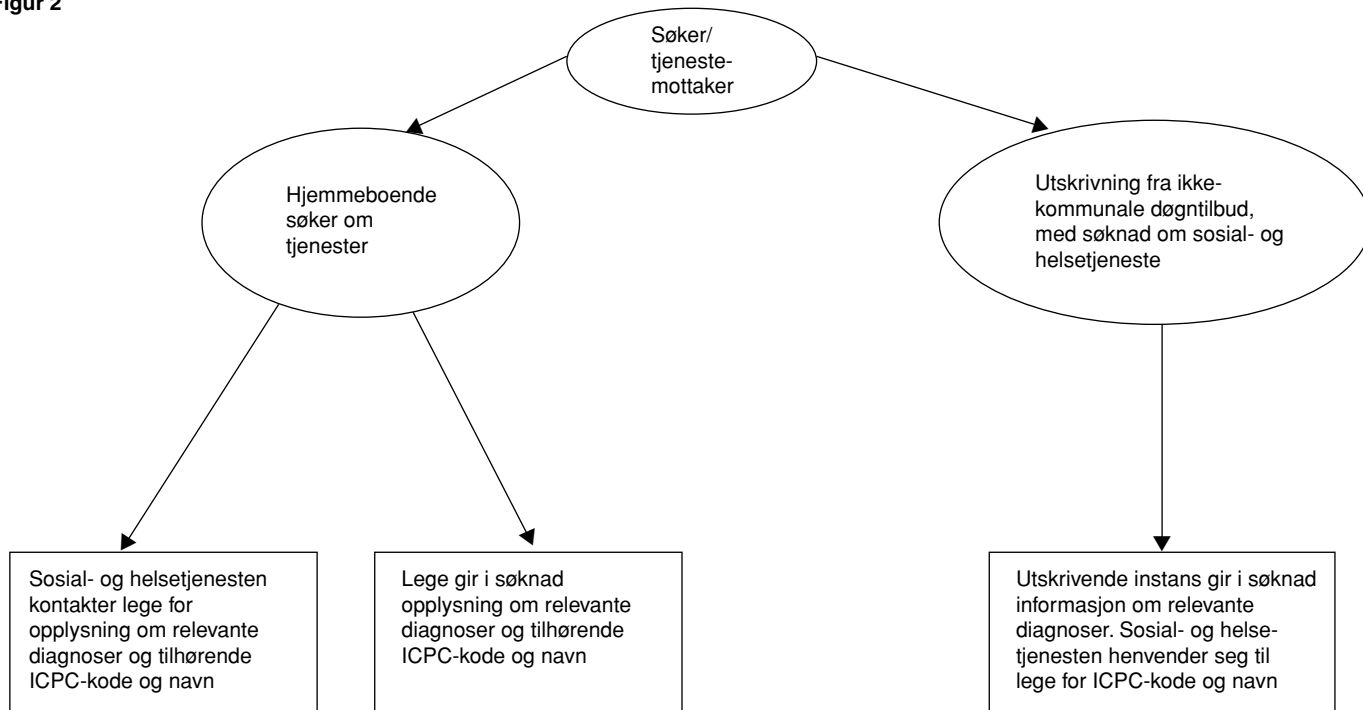 Figur 2
Søker/
tjeneste-
mottaker
Hjemmeboende
søker om
tjenester
Utskrivning fra ikke-
kommunale døgntilbud,
med søknad om sosial- og
helsetjeneste
Sosial- og helsetjenesten
kontakter lege for
opplysning om relevante
diagnoser og tilhørende
ICPC-kode og navn
Lege gir i søknad
opplysning om relevante
diagnoser og tilhørende
ICPC-kode og navn
Utskrivende instans gir i søknad
informasjon om relevante
diagnoser. Sosial- og helse-
tjenesten henvender seg til
lege for ICPC-kode og navn